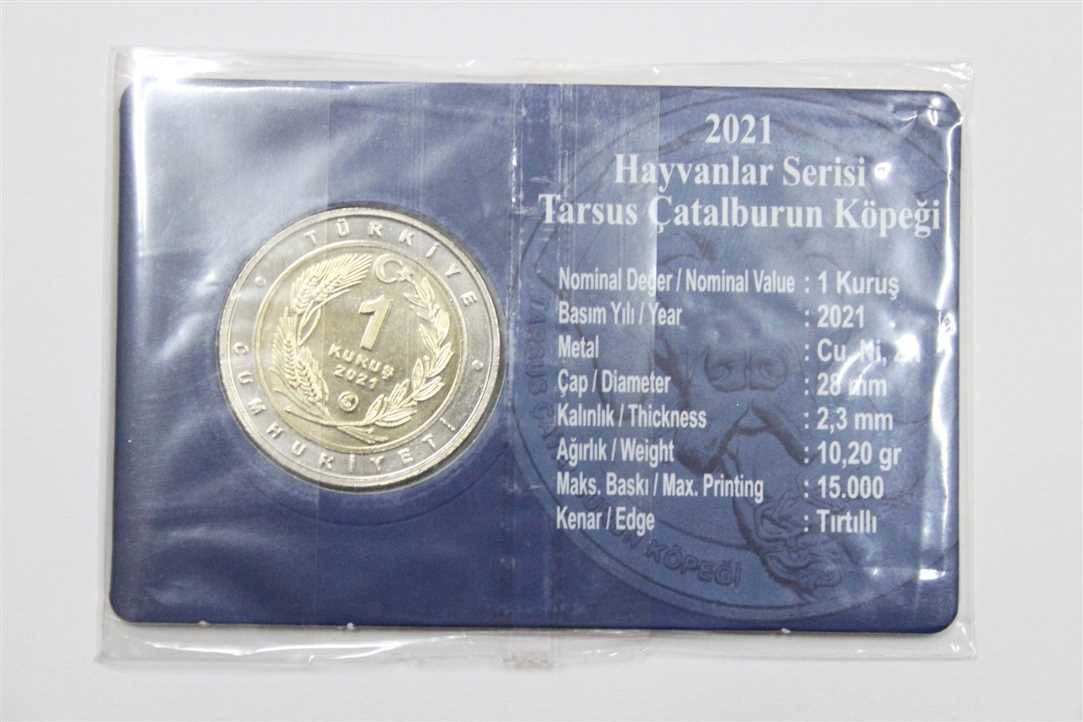 TÜRKİYE
CUMHURİYETİ
1
KURUŞ
2021
2021
Hayvanlar Serisi
Tarsus Çatalburun Köpeği
Nominal Değer / Nominal Value : 1 Kuruş
Basım Yılı / Year : 2021
Metal : Cu, Ni, Zn
Çap / Diameter : 28 mm
Kalınlık / Thickness : 2,3 mm
Ağırlık / Weight : 10,20 gr
Maks. Baskı / Max. Printing : 15.000
Kenar / Edge : Tırtıllı
KÖPEĞİ